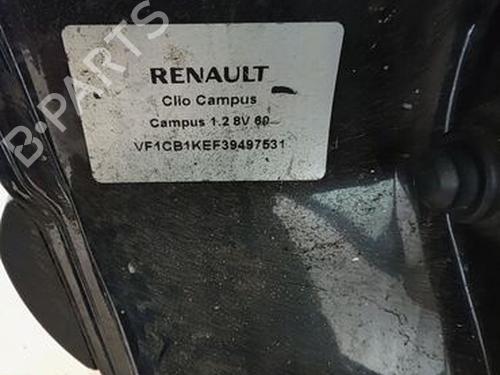 B-PARTS
RENAULT
Clio Campus
Campus 1.2 8V 60
VF1CB1KEF39497531